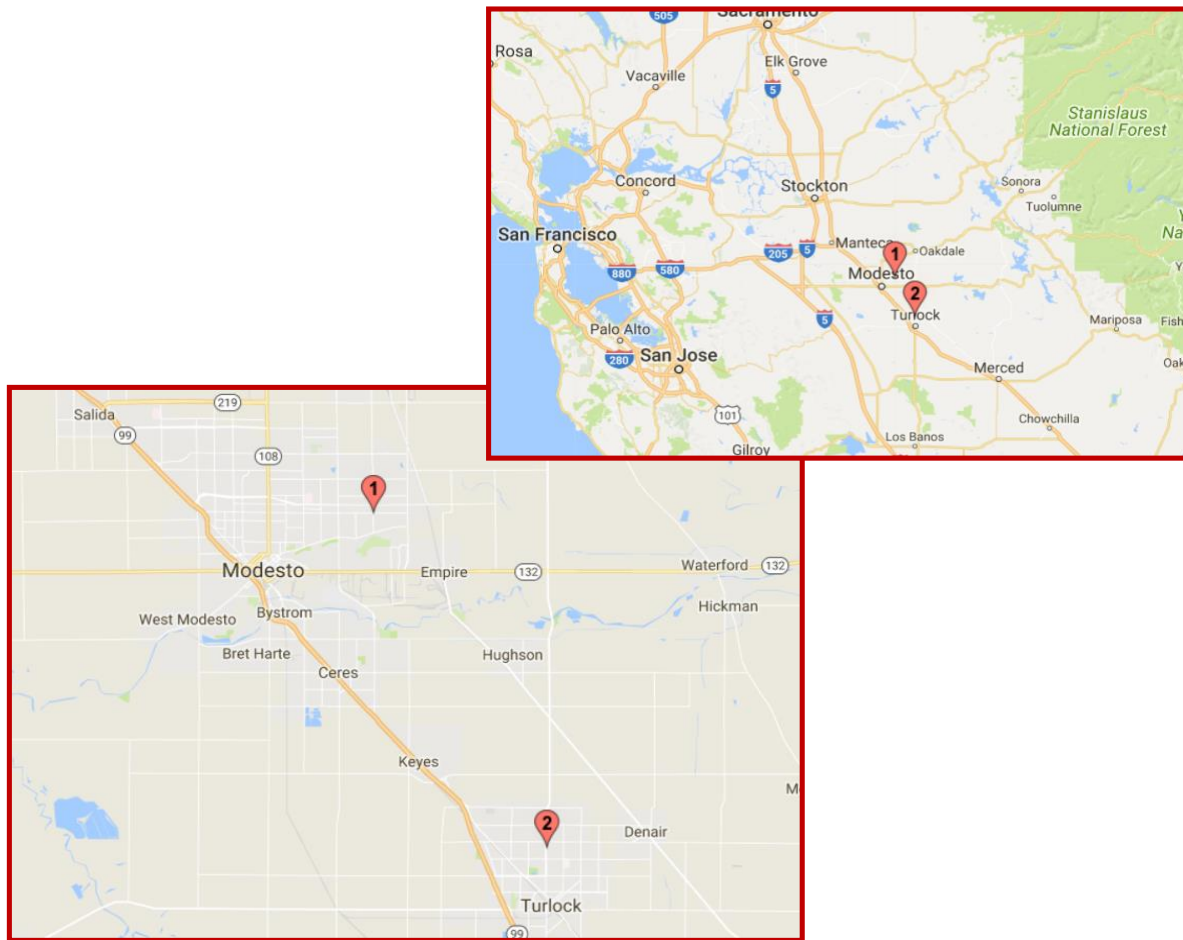 505
Sacramento
Rosa
Elk Grove
Vacaville
5
Stanislaus
National Forest
Concord
Stockton
Sonora
Tuolumne
San Francisco
205
5
Manteca
Oakdale
880
580
1
Modesto
2
Turlock
5
Mariposa
Fish
Palo Alto
280
San Jose
Merced
Oak
101
Chowchilla
Los Banos
Gilroy
219
Salida
99
108
1
Modesto
Empire
132
Waterford
132
Hickman
West Modesto
Bystrom
Bret Harte
Hughson
Ceres
Keyes
2
Denair
Turlock
99